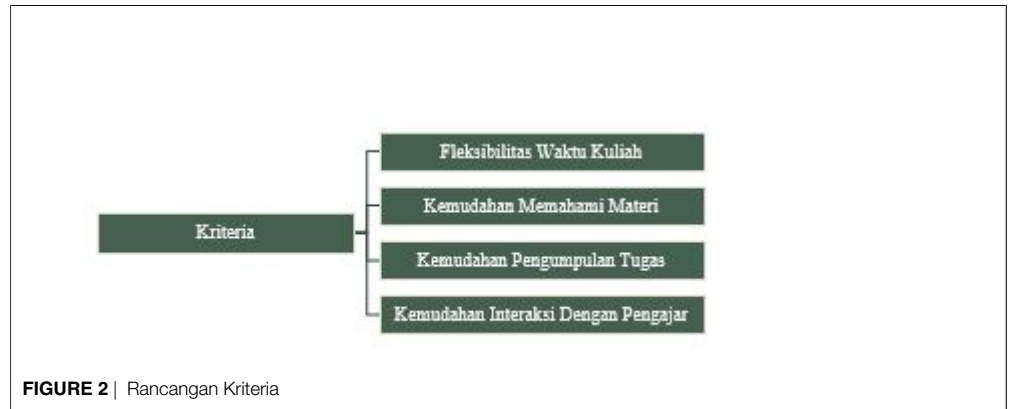 Fleksibilitas Waktu Kuliah
Kemudahan Memahami Materi
Kriteria
Kemudahan Pengumpulan Tugas
Kemudahan Interaksi Dengan Pengajar
FIGURE 2 | Rancangan Kriteria